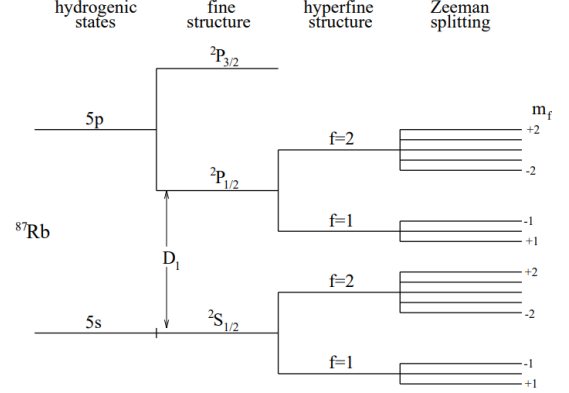 hydrogenic states
fine structure
hyperfine structure
Zeeman splitting
²P₃/₂
m_f
5p
+2
f=2
-2
²P₁/₂
f=1
-1
+1
⁸⁷Rb
D₁
f=2
+2
-2
5s
²S₁/₂
f=1
-1
+1